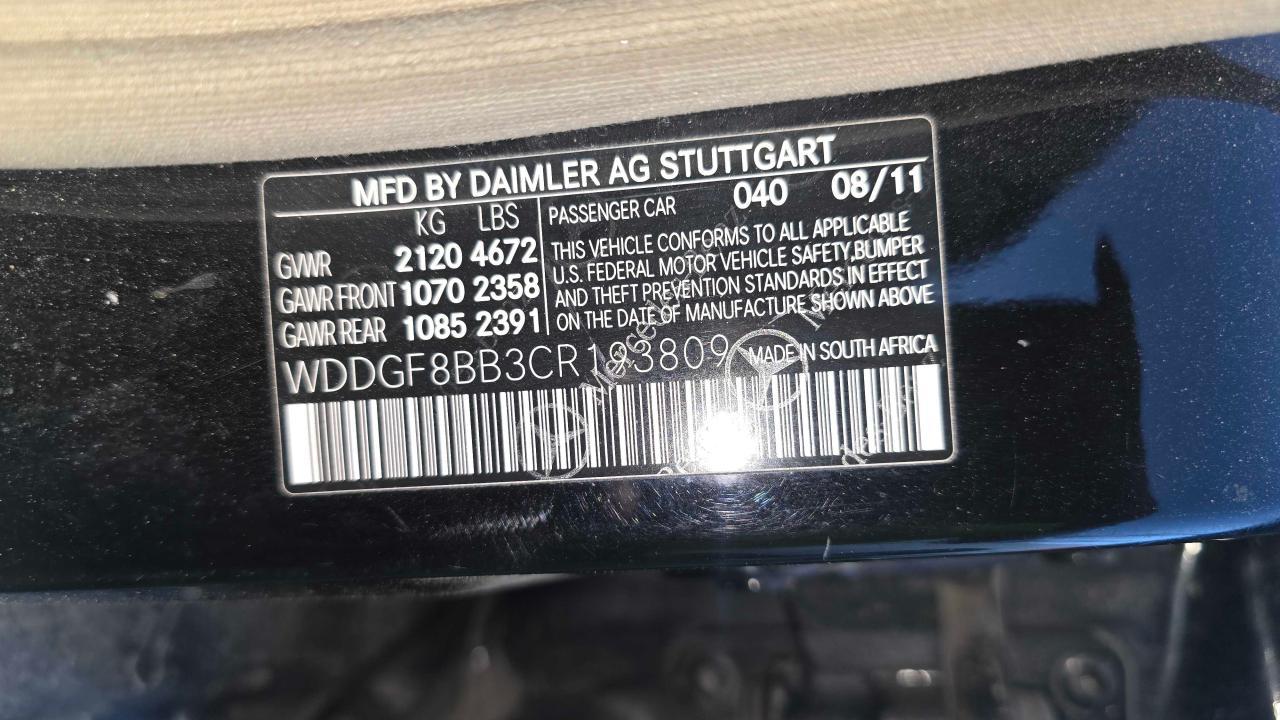 MFD BY DAIMLER AG STUTTGART
KG LBS
GVWR 2120 4672
GAWR FRONT 1070 2358
GAWR REAR 1085 2391
PASSENGER CAR 040 08/11
THIS VEHICLE CONFORMS TO ALL APPLICABLE
U.S. FEDERAL MOTOR VEHICLE SAFETY,BUMPER
AND THEFT PREVENTION STANDARDS IN EFFECT
ON THE DATE OF MANUFACTURE SHOWN ABOVE
WDDGF8BB3CR193809
MADE IN SOUTH AFRICA